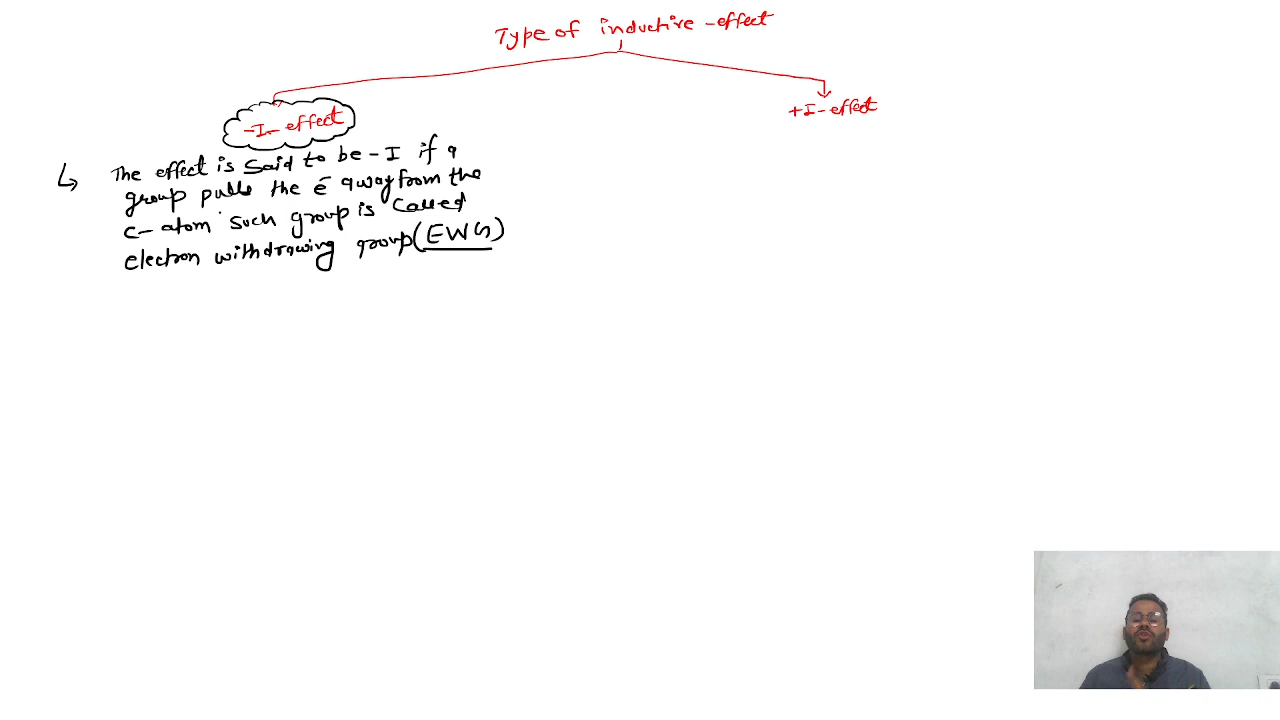 Type of inductive -effect
-I- effect
+I-effect
↳ The effect is said to be -I if a
group pulls the e̅ away from the
C-atom. Such group is called
electron withdrawing group (EWG)